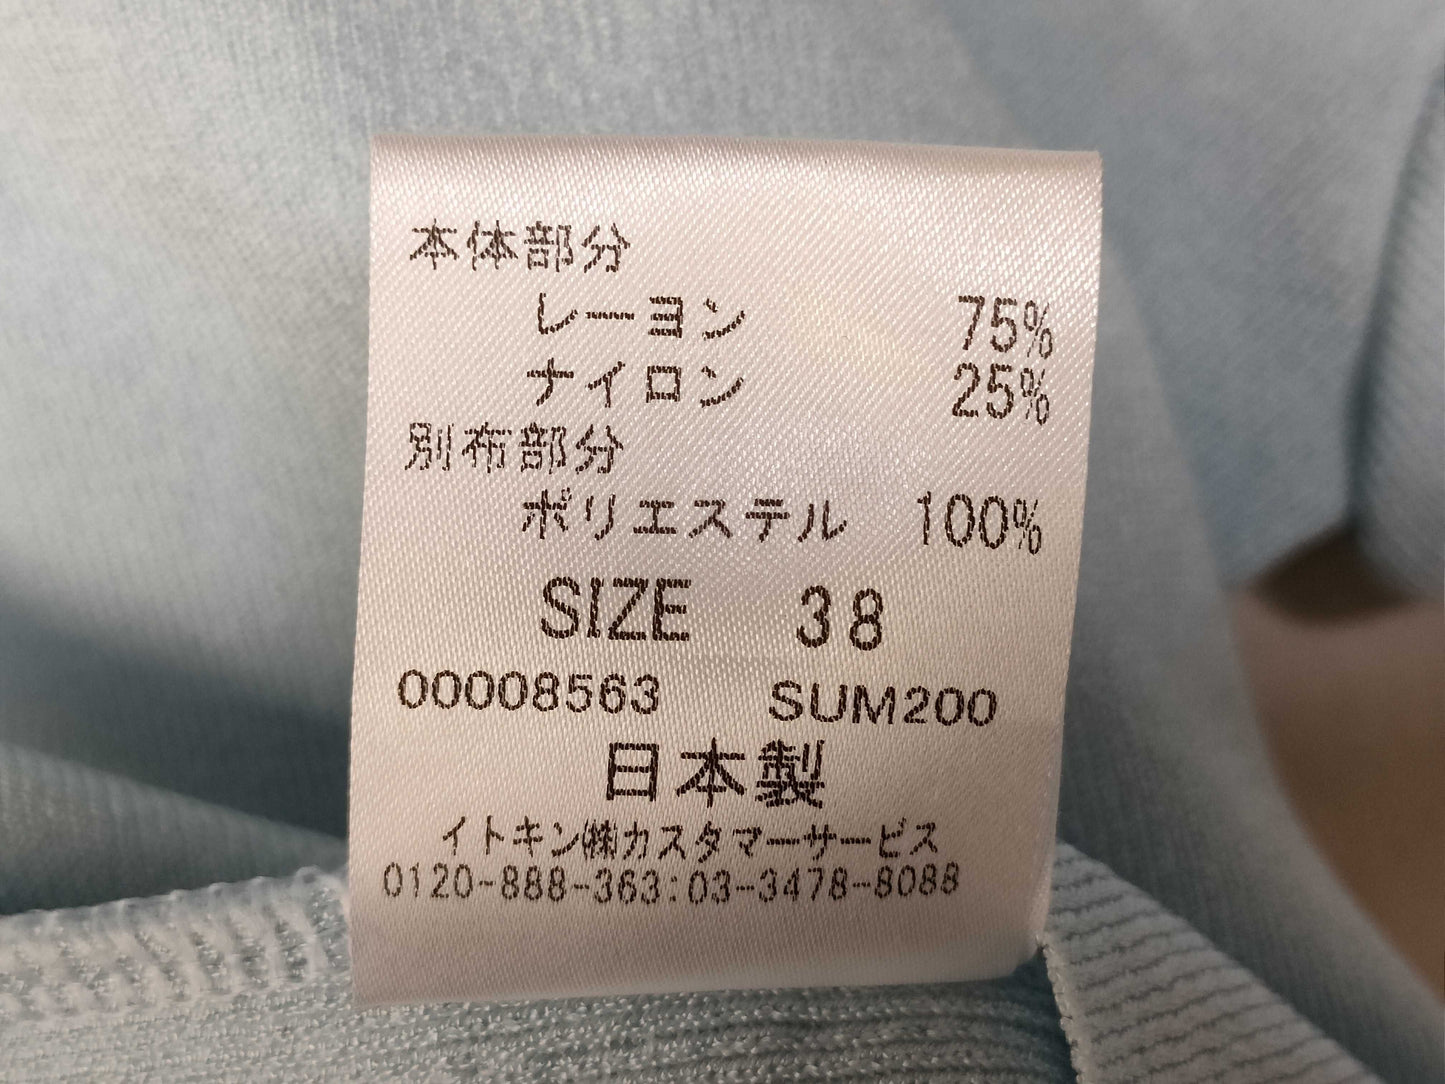 本体部分
レーヨン 75%
ナイロン 25%
別布部分
ポリエステル 100%
SIZE 38
00008563 SUM200
日本製
イトキン㈱カスタマーサービス
0120-888-363:03-3478-8088